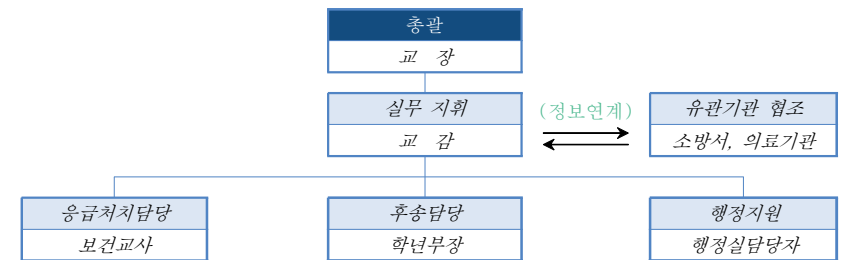 총괄
교 장
실무 지휘
교 감
(정보연계)
유관기관 협조
소방서, 의료기관
응급처치담당
보건교사
후송담당
학년부장
행정지원
행정실담당자